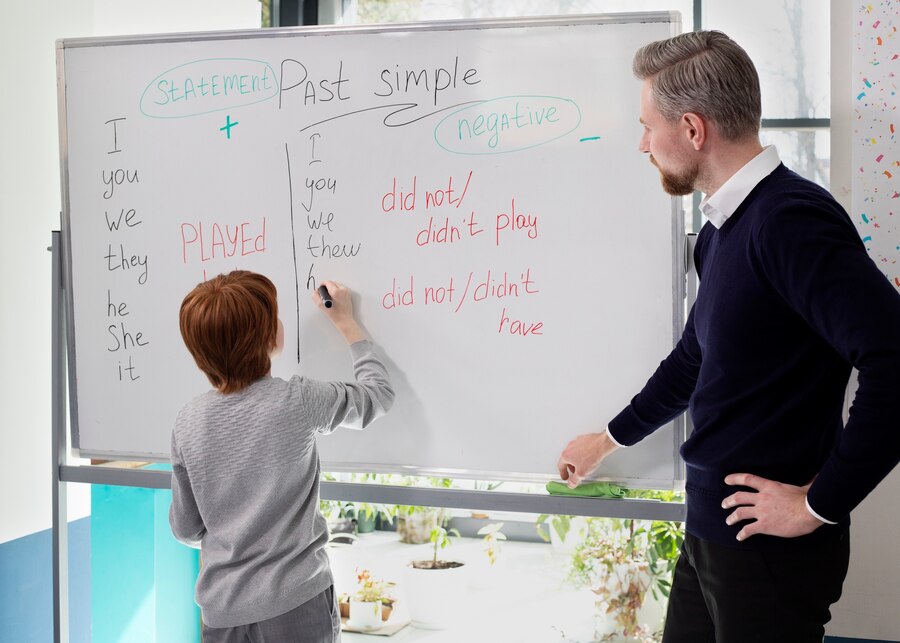 STATEMENT Past simple
+ negative -
I
you
we
they
he
She
it
PLAYEd
I
you
we
thew
h
did not/
didn't play
did not/didn't
have